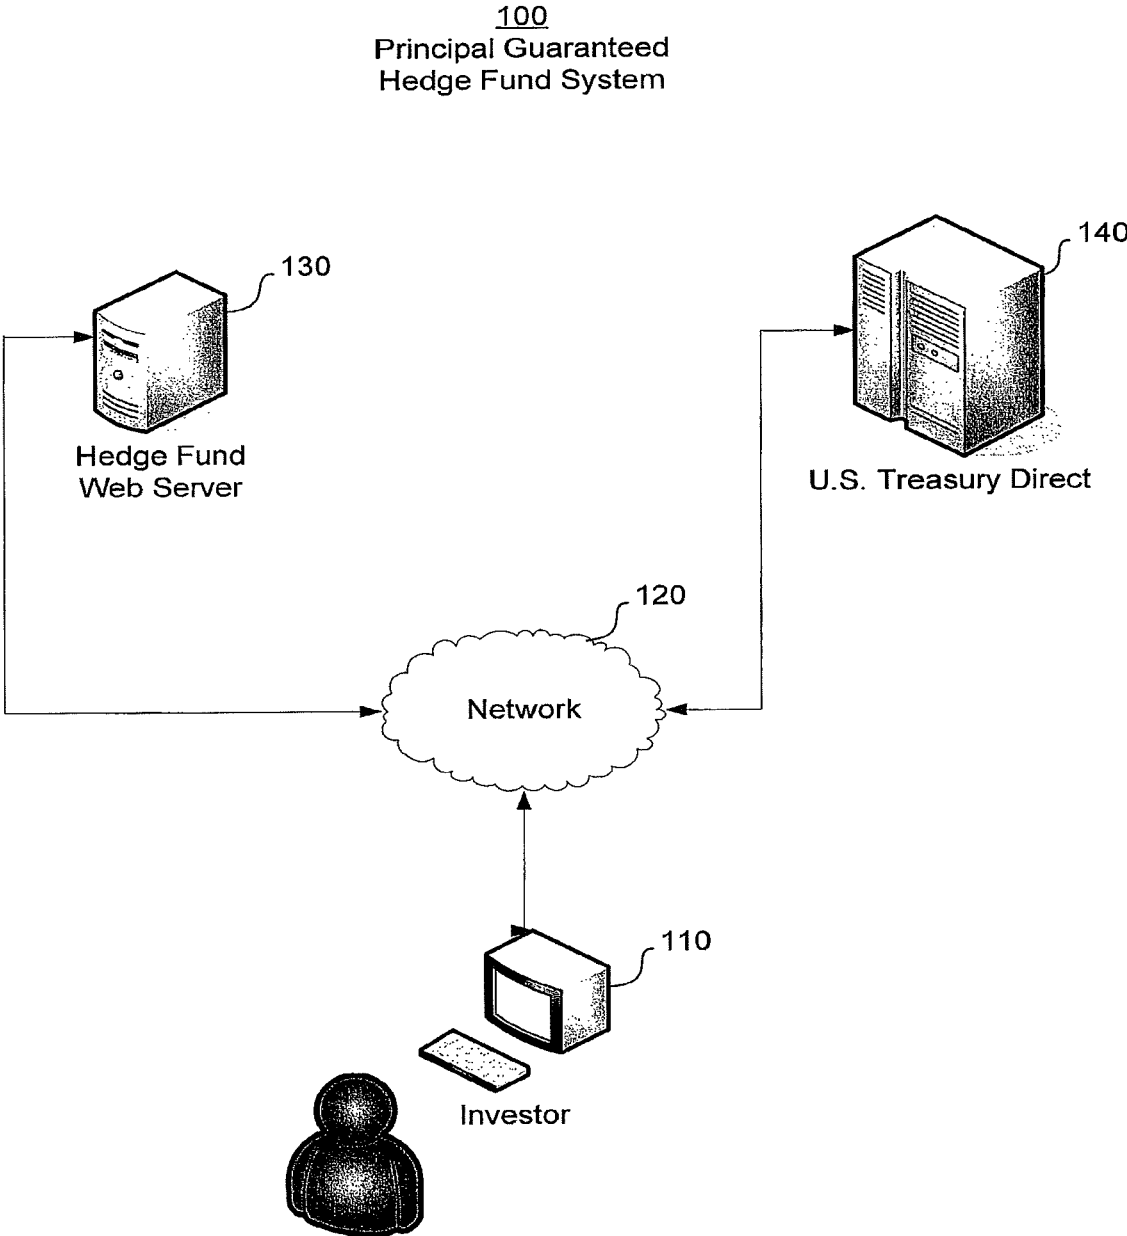 100
Principal Guaranteed
Hedge Fund System
140
130
Hedge Fund
Web Server
U.S. Treasury Direct
120
Network
110
Investor